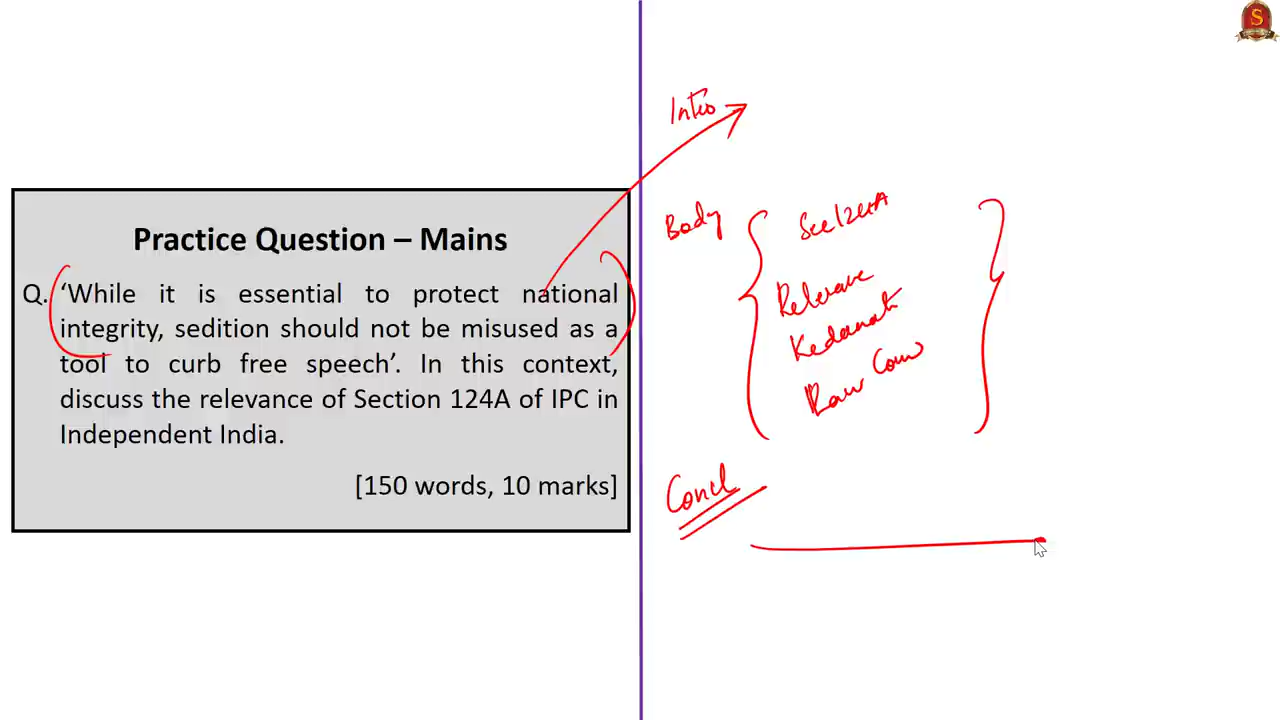 Practice Question – Mains
Q. ‘While it is essential to protect national
integrity, sedition should not be misused as a
tool to curb free speech’. In this context,
discuss the relevance of Section 124A of IPC in
Independent India.
[150 words, 10 marks]
Intro
Body
Sec124A
Relevance
Kedarnath
Law Com
Concl
S